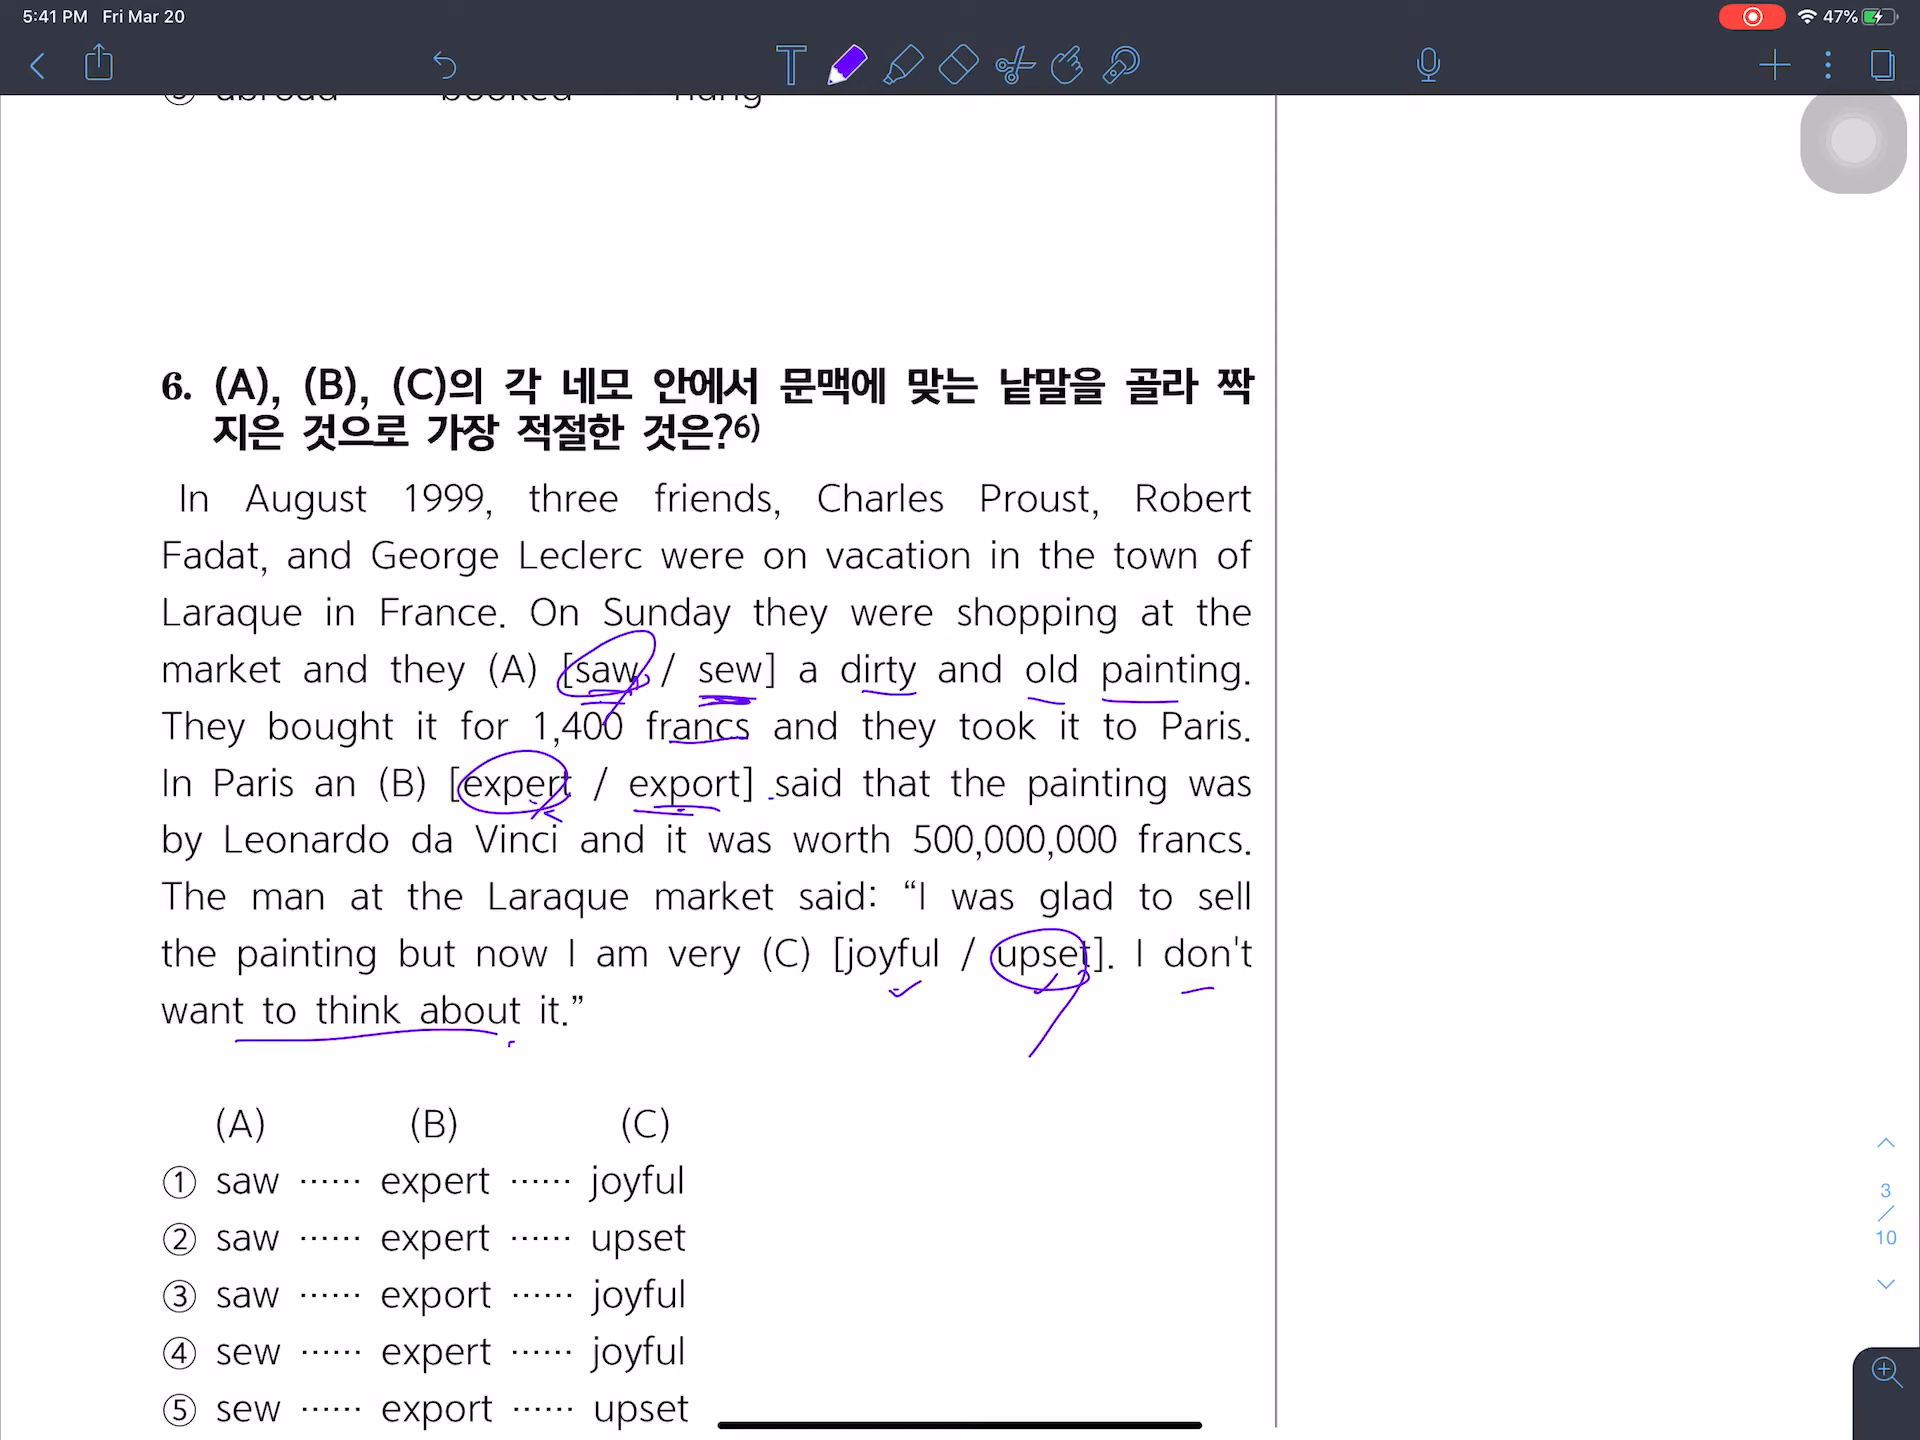 5:41 PM Fri Mar 20
47%
⑤ abroad booked hung
6. (A), (B), (C)의 각 네모 안에서 문맥에 맞는 낱말을 골라 짝
지은 것으로 가장 적절한 것은?6)
In August 1999, three friends, Charles Proust, Robert
Fadat, and George Leclerc were on vacation in the town of
Laraque in France. On Sunday they were shopping at the
market and they (A) [saw / sew] a dirty and old painting.
They bought it for 1,400 francs and they took it to Paris.
In Paris an (B) [expert / export] said that the painting was
by Leonardo da Vinci and it was worth 500,000,000 francs.
The man at the Laraque market said: “I was glad to sell
the painting but now I am very (C) [joyful / upset]. I don't
want to think about it.”
(A) (B) (C)
① saw ⋯⋯ expert ⋯⋯ joyful
② saw ⋯⋯ expert ⋯⋯ upset
③ saw ⋯⋯ export ⋯⋯ joyful
④ sew ⋯⋯ expert ⋯⋯ joyful
⑤ sew ⋯⋯ export ⋯⋯ upset
3
/
10